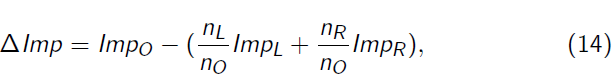 ΔImp = Imp_O − (n_L/n_O Imp_L + n_R/n_O Imp_R), (14)